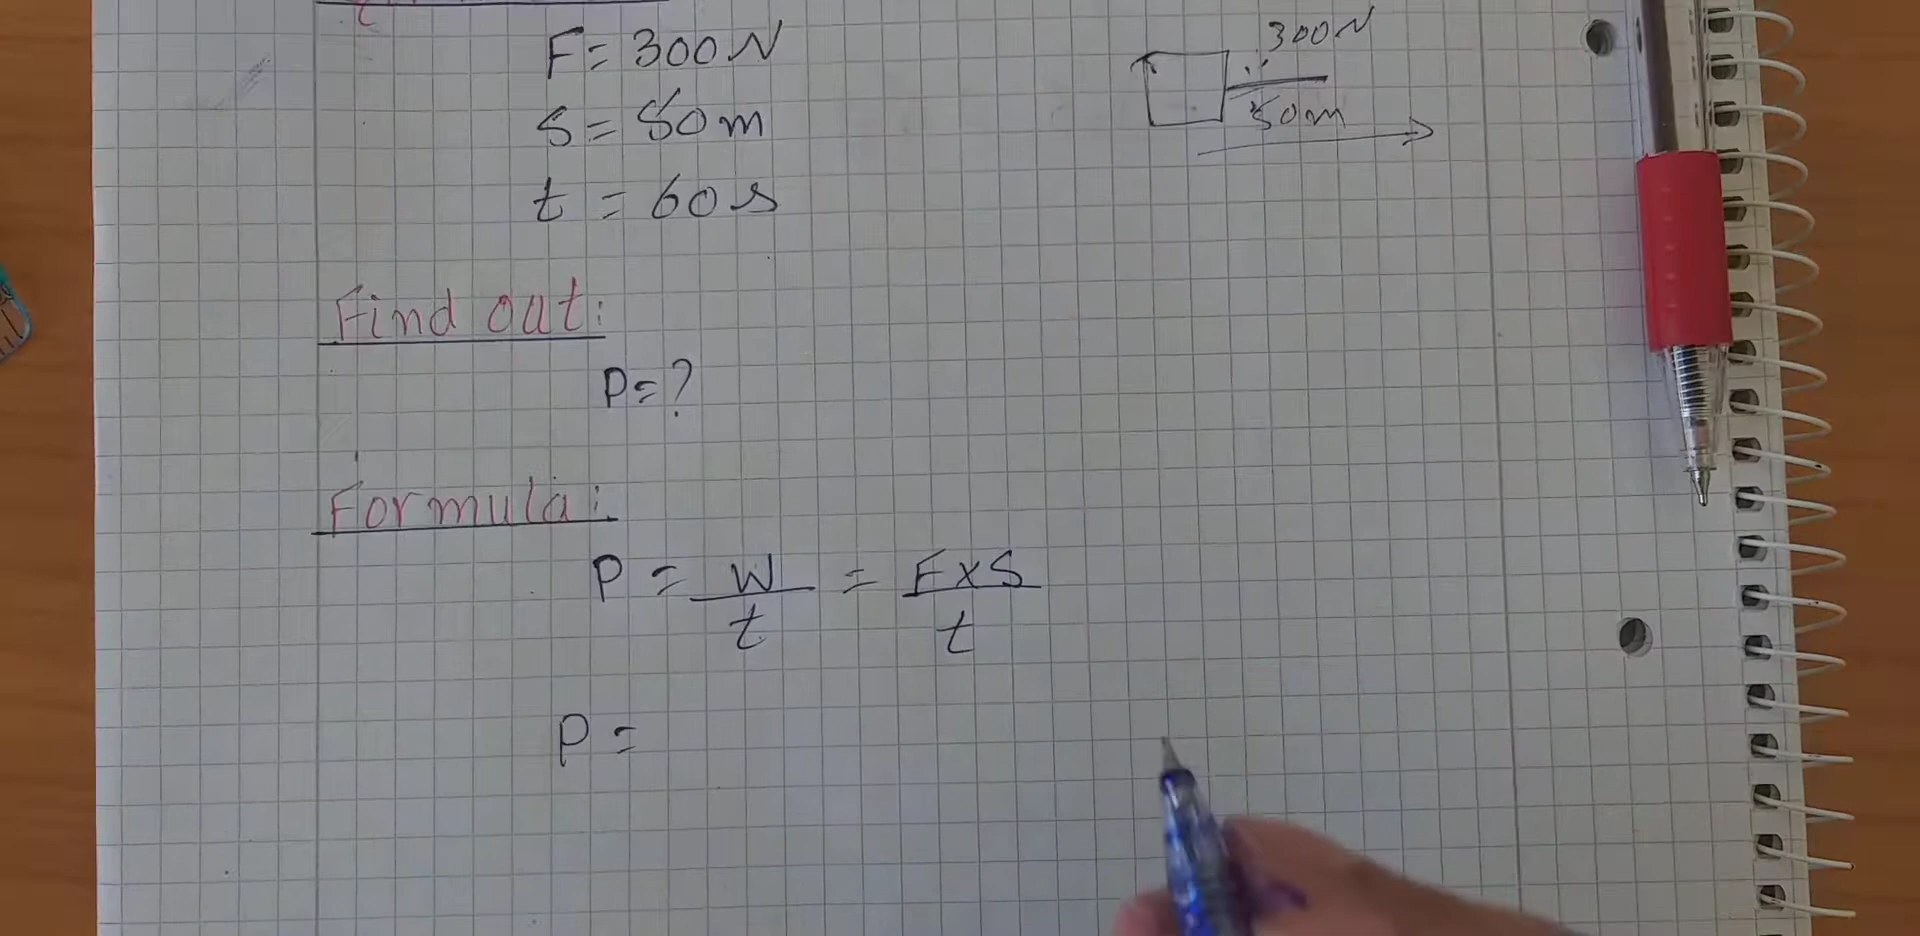 F = 300 N
300 N
S = 50 m
50 m
t = 60 s
Find out:
P = ?
Formula:
P = W/t = F x S/t
P =